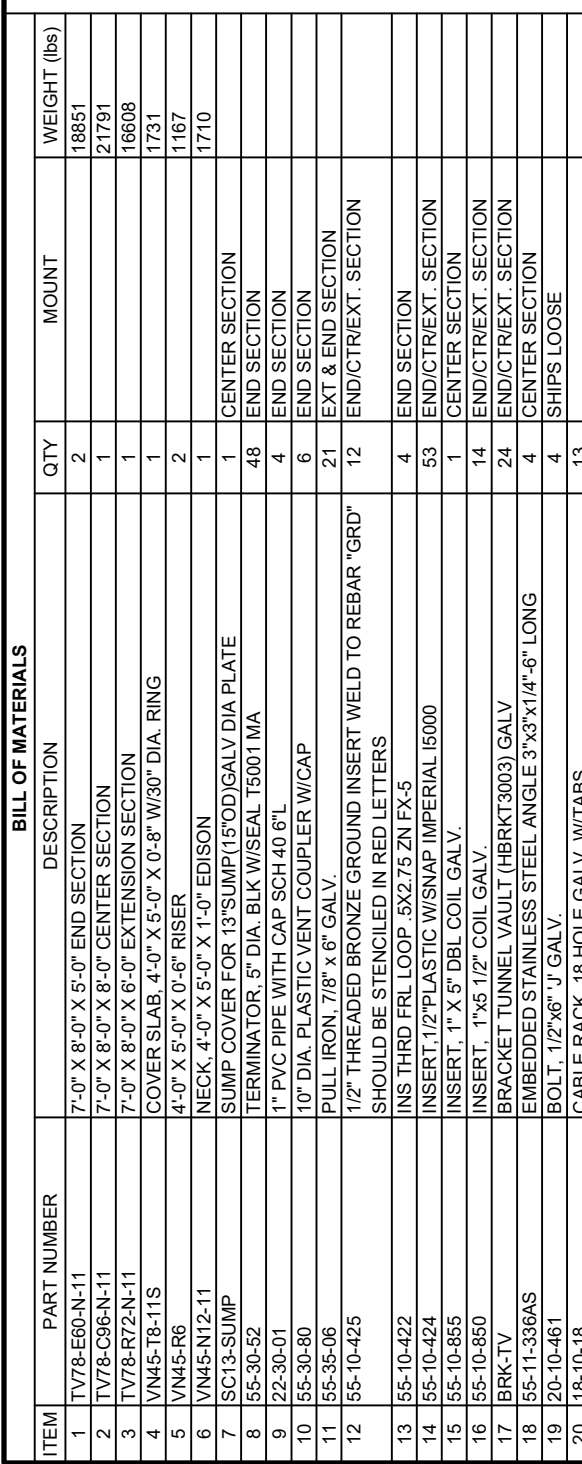 BILL OF MATERIALS
ITEM PART NUMBER DESCRIPTION QTY MOUNT WEIGHT (lbs)
1 TV78-E60-N-11 7'-0" X 8'-0" X 5'-0" END SECTION 2 18851
2 TV78-C96-N-11 7'-0" X 8'-0" X 8'-0" CENTER SECTION 1 21791
3 TV78-R72-N-11 7'-0" X 8'-0" X 6'-0" EXTENSION SECTION 1 16608
4 VN45-T8-11S COVER SLAB, 4'-0" X 5'-0" X 0'-8" W/30" DIA. RING 1 1731
5 VN45-R6 4'-0" X 5'-0" X 0'-6" RISER 2 1167
6 VN45-N12-11 NECK, 4'-0" X 5'-0" X 1'-0" EDISON 1 1710
7 SC13-SUMP SUMP COVER FOR 13"SUMP(15"OD)GALV DIA PLATE 1 CENTER SECTION
8 55-30-52 TERMINATOR, 5" DIA. BLK W/SEAL T5001 MA 48 END SECTION
9 22-30-01 1" PVC PIPE WITH CAP SCH 40 6"L 4 END SECTION
10 55-30-80 10" DIA. PLASTIC VENT COUPLER W/CAP 6 END SECTION
11 55-35-06 PULL IRON, 7/8" x 6" GALV. 21 EXT & END SECTION
12 55-10-425 1/2" THREADED BRONZE GROUND INSERT WELD TO REBAR "GRD" 12 END/CTR/EXT. SECTION
SHOULD BE STENCILED IN RED LETTERS
13 55-10-422 INS THRD FRL LOOP .5X2.75 ZN FX-5 4 END SECTION
14 55-10-424 INSERT,1/2"PLASTIC W/SNAP IMPERIAL I5000 53 END/CTR/EXT. SECTION
15 55-10-855 INSERT, 1" X 5" DBL COIL GALV. 1 CENTER SECTION
16 55-10-850 INSERT, 1"x5 1/2" COIL GALV. 14 END/CTR/EXT. SECTION
17 BRK-TV BRACKET TUNNEL VAULT (HBRKT3003) GALV 24 END/CTR/EXT. SECTION
18 55-11-336AS EMBEDDED STAINLESS STEEL ANGLE 3"x3"x1/4"-6" LONG 4 CENTER SECTION
19 20-10-461 BOLT, 1/2"x6" 'J' GALV. 4 SHIPS LOOSE
20 18-10-18 CABLE RACK, 18 HOLE GALV. W/TABS 13